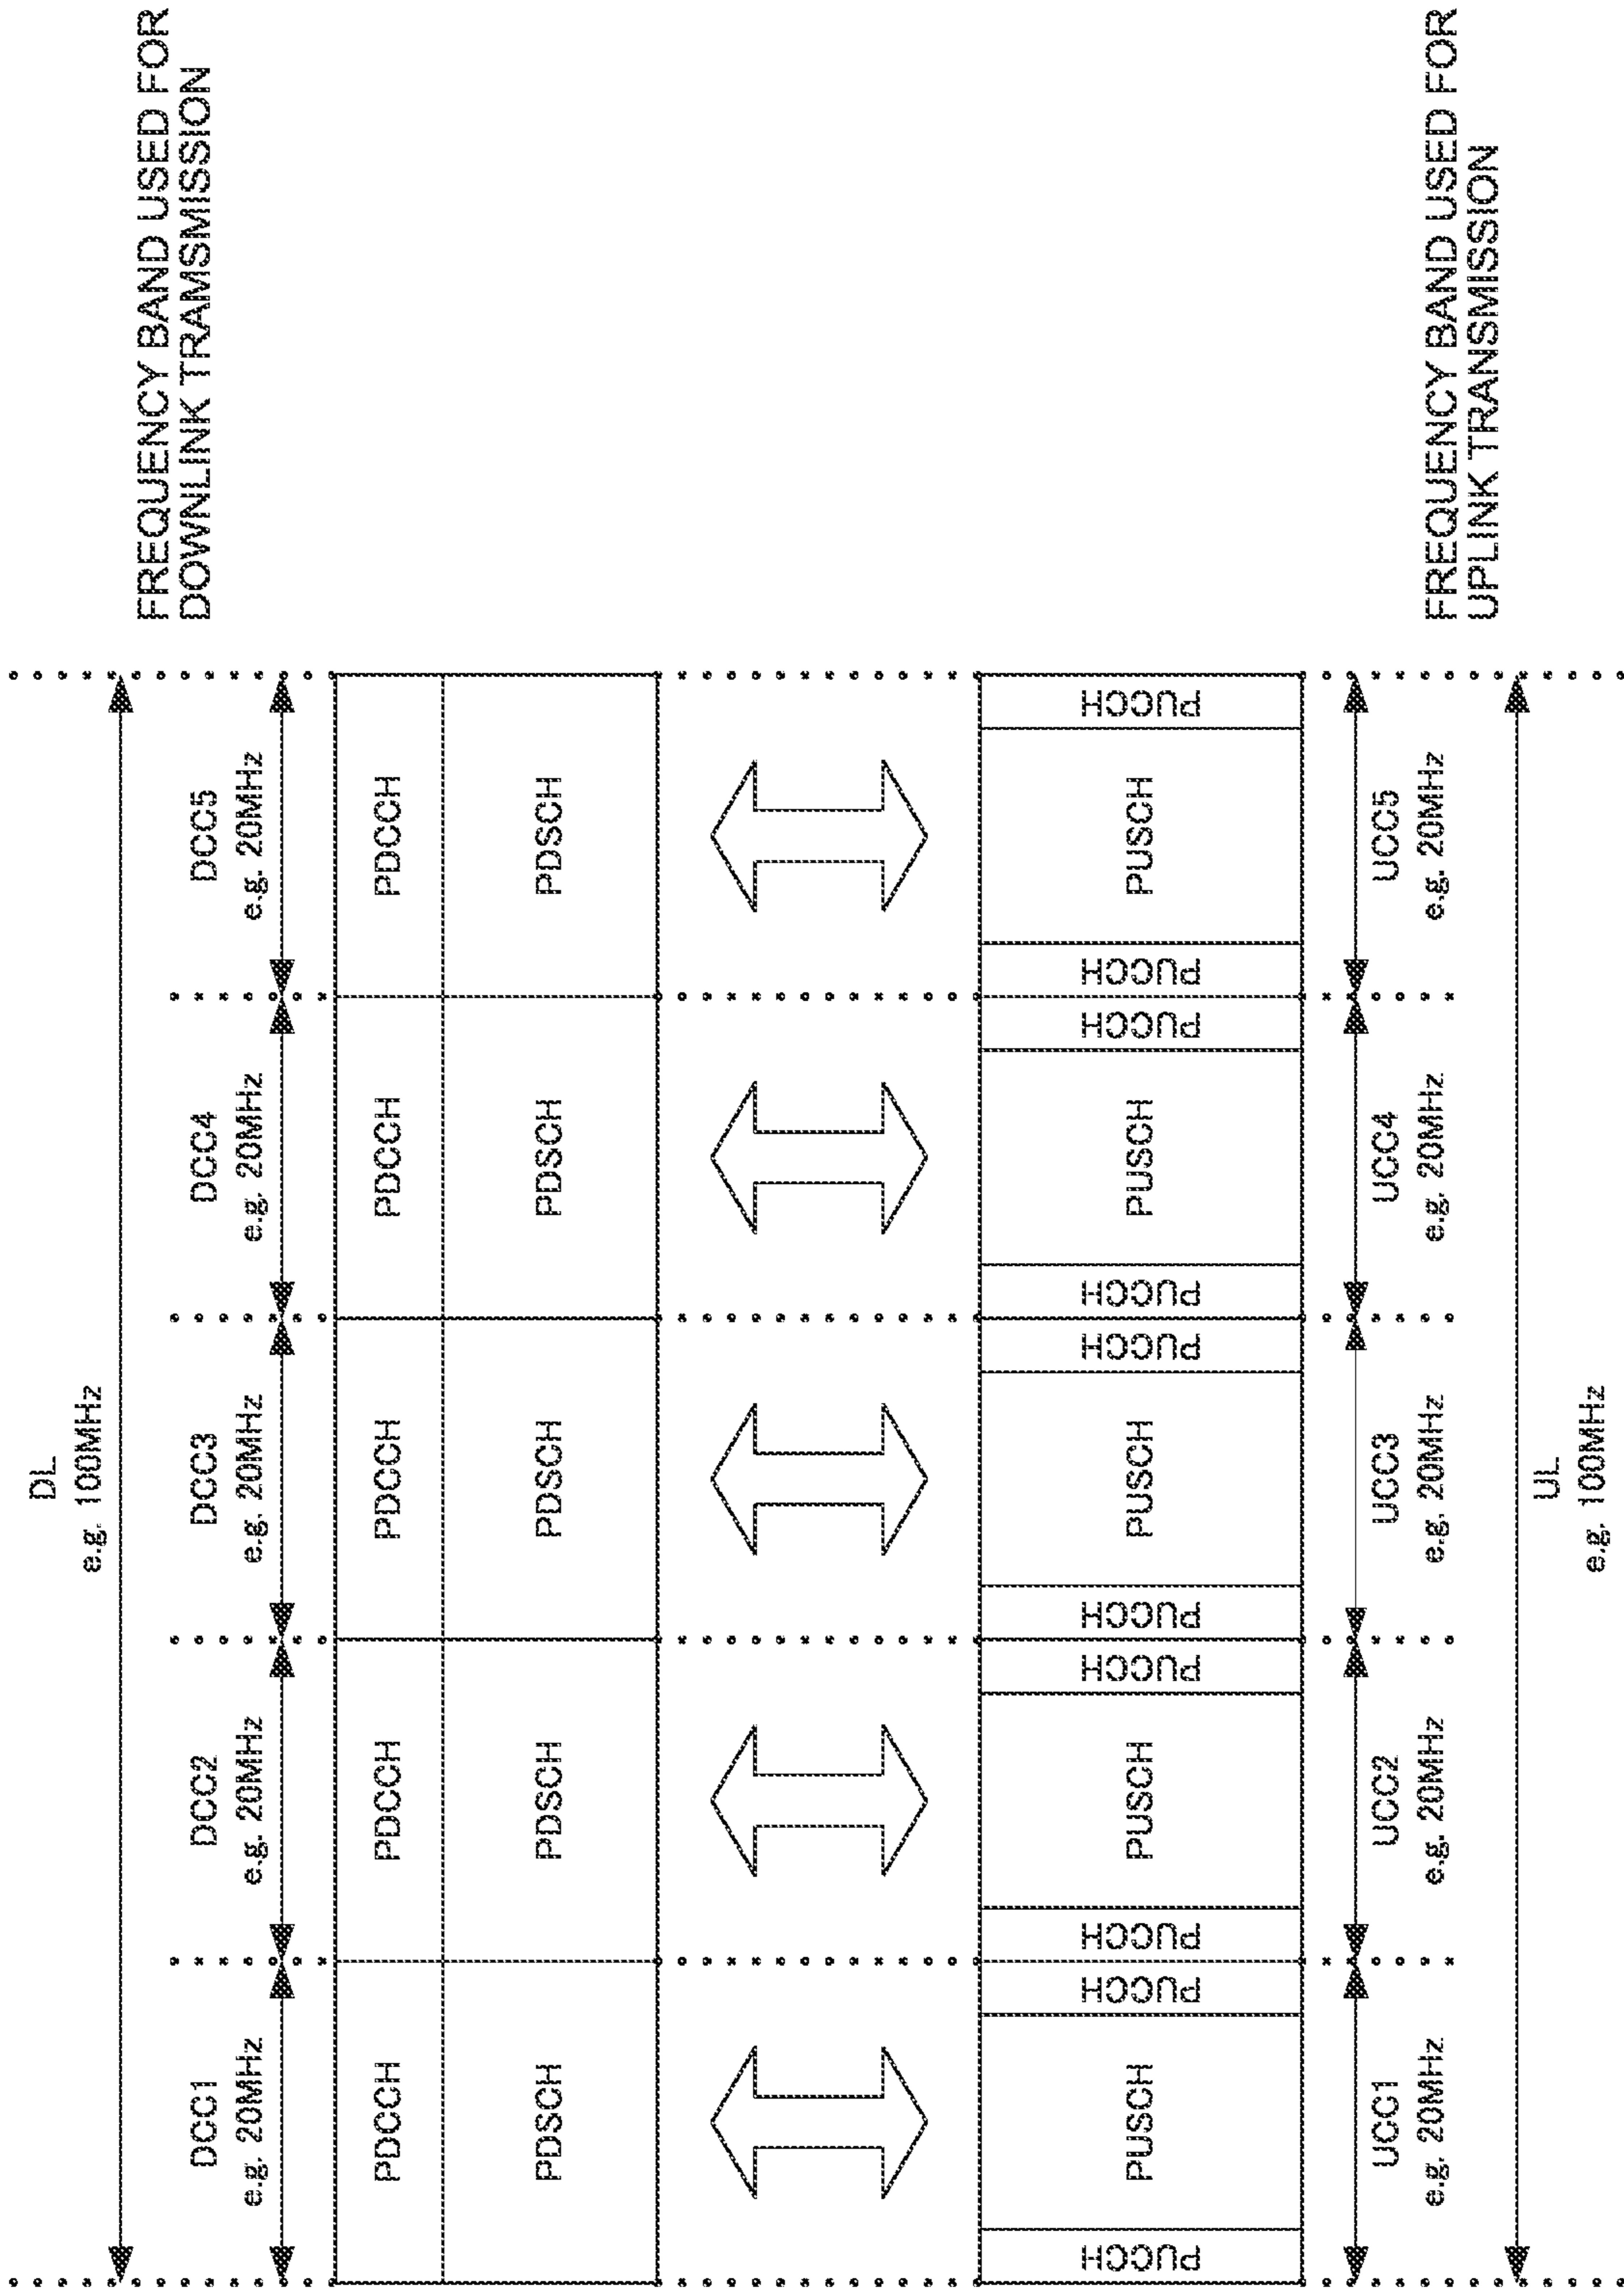 DL
e.g. 100MHz
DCC1
e.g. 20MHz
DCC2
e.g. 20MHz
DCC3
e.g. 20MHz
DCC4
e.g. 20MHz
DCC5
e.g. 20MHz
FREQUENCY BAND USED FOR
DOWNLINK TRAMSMISSION
PDCCH
PDCCH
PDCCH
PDCCH
PDCCH
PDSCH
PDSCH
PDSCH
PDSCH
PDSCH
PUCCH
PUSCH
PUCCH
PUCCH
PUSCH
PUCCH
PUCCH
PUSCH
PUCCH
PUCCH
PUSCH
PUCCH
PUCCH
PUSCH
PUCCH
UCC1
e.g. 20MHz
UCC2
e.g. 20MHz
UCC3
e.g. 20MHz
UCC4
e.g. 20MHz
UCC5
e.g. 20MHz
FREQUENCY BAND USED FOR
UPLINK TRANSMISSION
UL
e.g. 100MHz